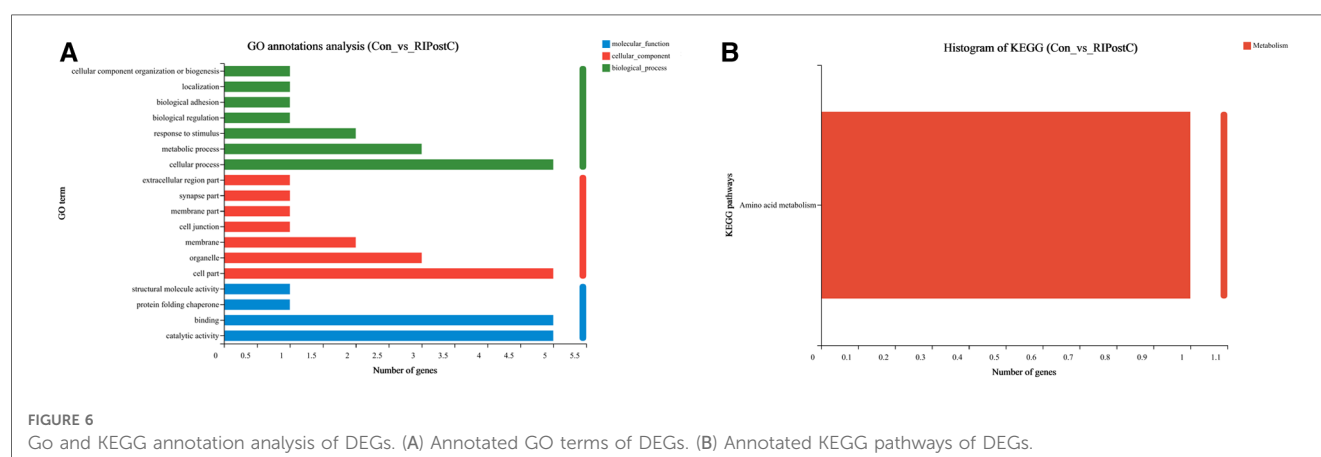 A
GO annotations analysis (Con_vs_RIPostC)
molecular_function
cellular_component
biological_process
cellular component organization or biogenesis
localization
biological adhesion
biological regulation
response to stimulus
metabolic process
cellular process
extracellular region part
synapse part
membrane part
cell junction
membrane
organelle
cell part
structural molecule activity
protein folding chaperone
binding
catalytic activity
GO term
0 0.5 1 1.5 2 2.5 3 3.5 4 4.5 5 5.5
Number of genes
B
Histogram of KEGG (Con_vs_RIPostC)
Metabolism
KEGG pathways
Amino acid metabolism
0 0.1 0.2 0.3 0.4 0.5 0.6 0.7 0.8 0.9 1 1.1
Number of genes
FIGURE 6
Go and KEGG annotation analysis of DEGs. (A) Annotated GO terms of DEGs. (B) Annotated KEGG pathways of DEGs.